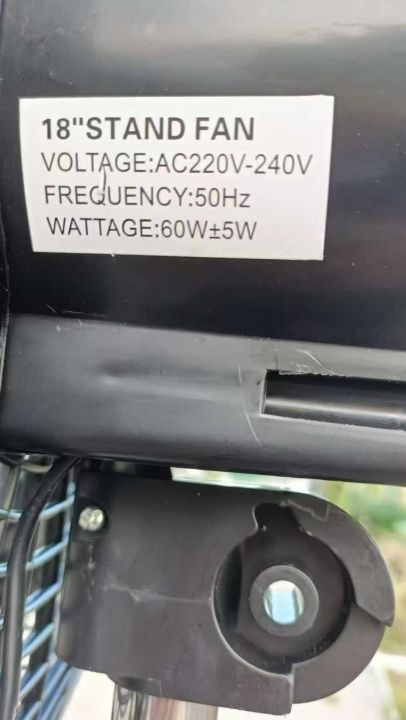 18"STAND FAN
VOLTAGE:AC220V-240V
FREQUENCY:50Hz
WATTAGE:60W±5W